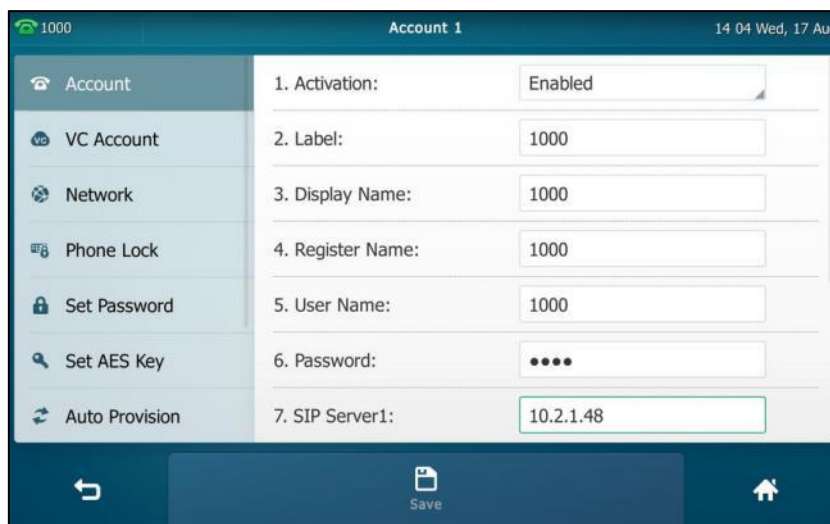 1000 Account 1 14 04 Wed, 17 Au
Account
VC Account
Network
Phone Lock
Set Password
Set AES Key
Auto Provision
1. Activation: Enabled
2. Label: 1000
3. Display Name: 1000
4. Register Name: 1000
5. User Name: 1000
6. Password: ••••
7. SIP Server1: 10.2.1.48
Save